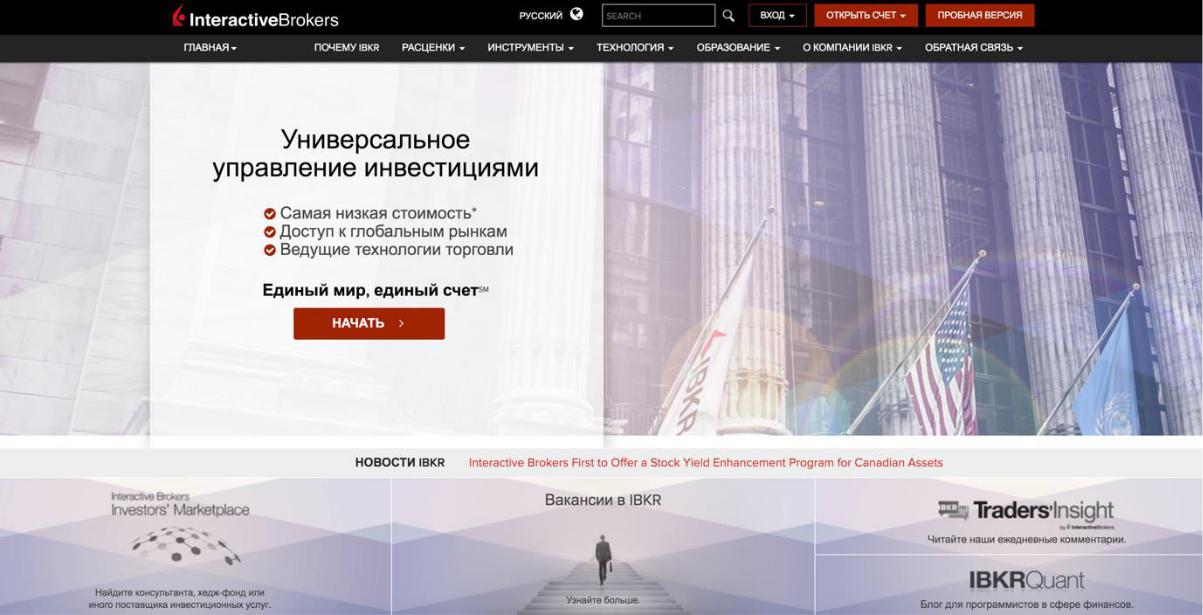 InteractiveBrokers
РУССКИЙ
SEARCH
ВХОД
ОТКРЫТЬ СЧЕТ
ПРОБНАЯ ВЕРСИЯ
ГЛАВНАЯ
ПОЧЕМУ IBKR
РАСЦЕНКИ
ИНСТРУМЕНТЫ
ТЕХНОЛОГИЯ
ОБРАЗОВАНИЕ
О КОМПАНИИ IBKR
ОБРАТНАЯ СВЯЗЬ
Универсальное
управление инвестициями
Самая низкая стоимость*
Доступ к глобальным рынкам
Ведущие технологии торговли
Единый мир, единый счет℠
НАЧАТЬ
IBKR
НОВОСТИ IBKR
Interactive Brokers First to Offer a Stock Yield Enhancement Program for Canadian Assets
Interactive Brokers
Investors' Marketplace
Найдите консультанта, хедж-фонд или
иного поставщика инвестиционных услуг.
Вакансии в IBKR
Узнайте больше.
IBKR Traders'Insight
by InteractiveBrokers
Читайте наши ежедневные комментарии.
IBKRQuant
Блог для программистов в сфере финансов.